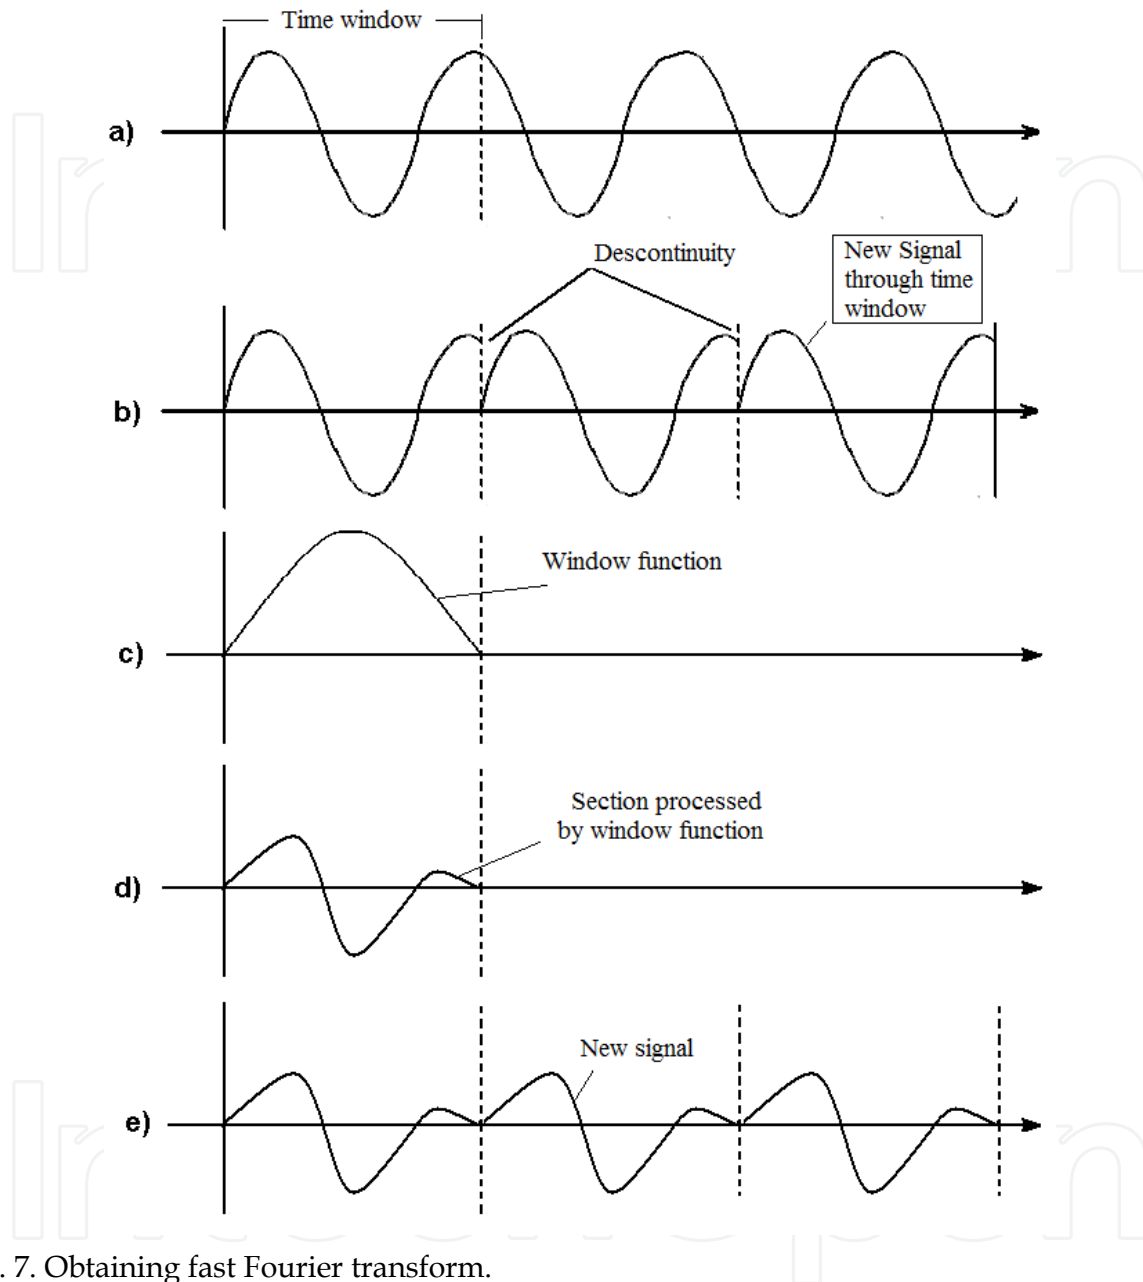 Time window
a)
Descontinuity
New Signal
through time
window
b)
Window function
c)
Section processed
by window function
d)
New signal
e)
. 7. Obtaining fast Fourier transform.